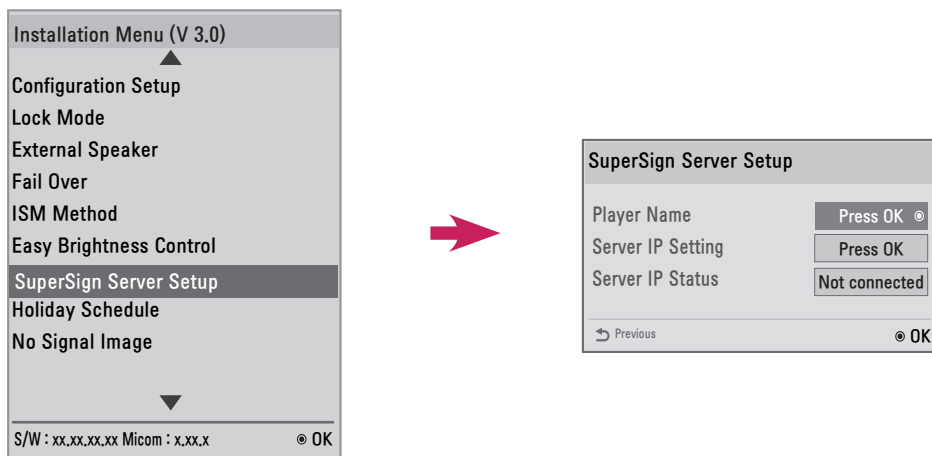 Installation Menu (V 3.0)
Configuration Setup
Lock Mode
External Speaker
Fail Over
ISM Method
Easy Brightness Control
SuperSign Server Setup
Holiday Schedule
No Signal Image
S/W : xx.xx.xx.xx Micom : x.xx.x ◉ OK
SuperSign Server Setup
Player Name Press OK ◉
Server IP Setting Press OK
Server IP Status Not connected
Previous ◉ OK